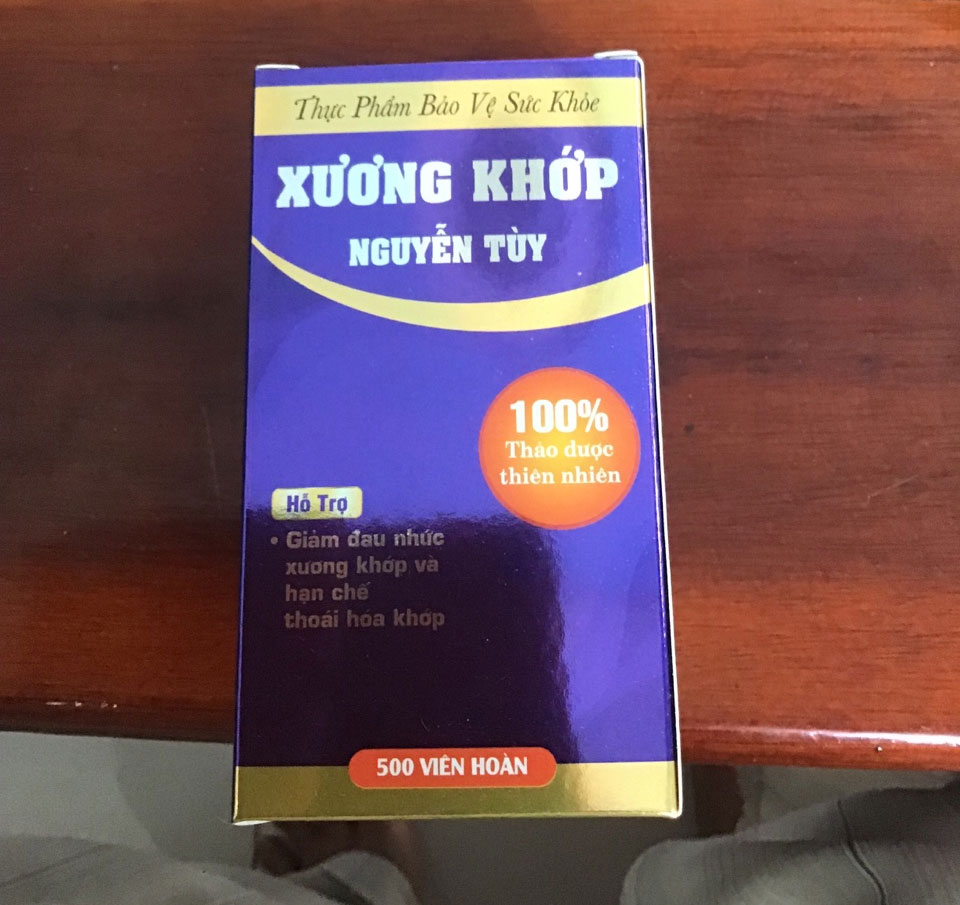 Thực Phẩm Bảo Vệ Sức Khỏe
XƯƠNG KHỚP
NGUYỄN TÙY
100%
Thảo dược
thiên nhiên
Hỗ Trợ
• Giảm đau nhức
xương khớp và
hạn chế
thoái hóa khớp
500 VIÊN HOÀN